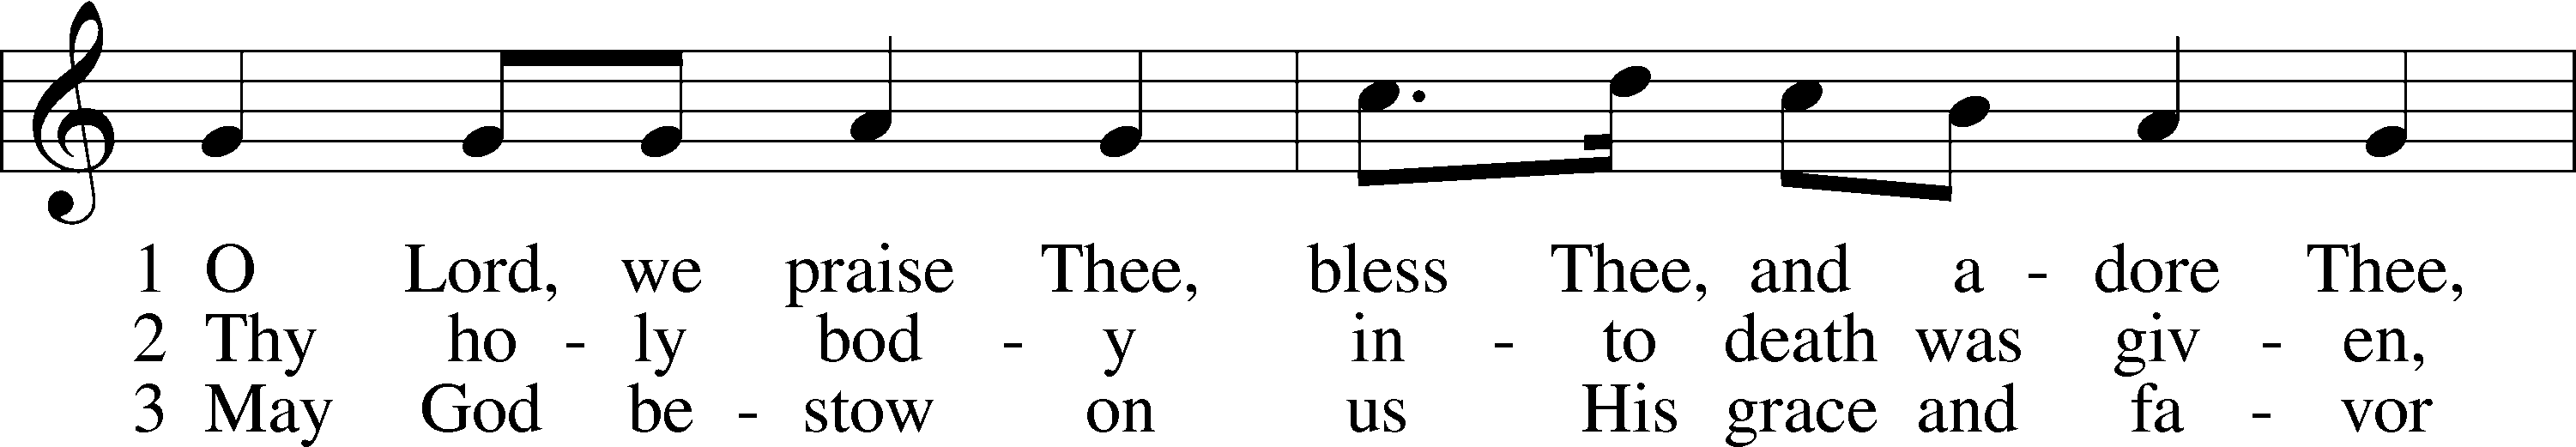 1 O Lord, we praise Thee, bless Thee, and a - dore Thee,
2 Thy ho - ly bod - y in - to death was giv - en,
3 May God be - stow on us His grace and fa - vor